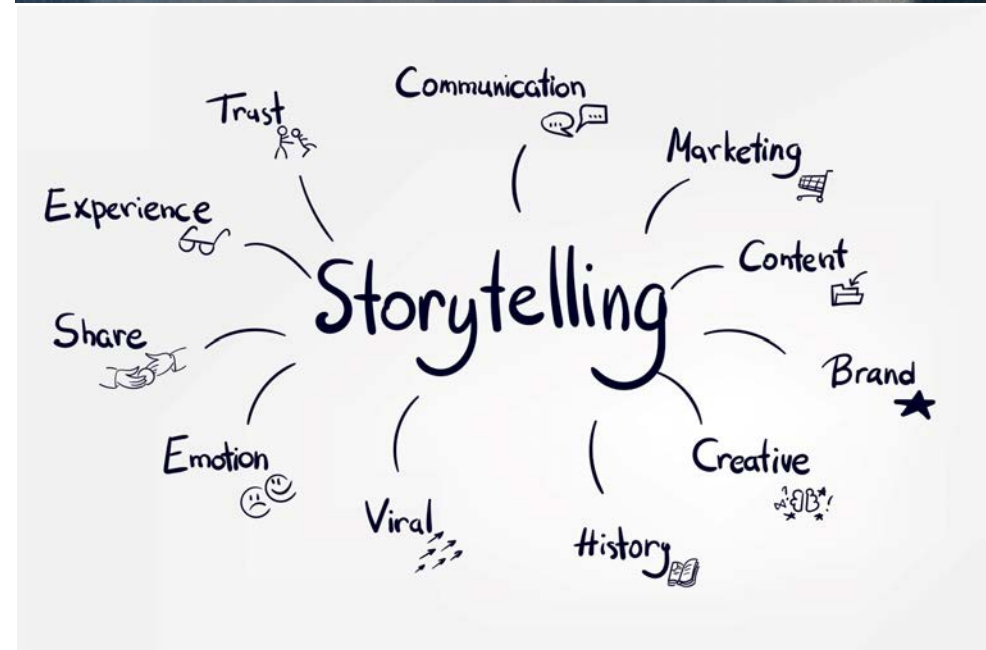 Communication
Trust
Marketing
Experience
Content
Storytelling
Share
Brand
Emotion
Creative
Viral
History